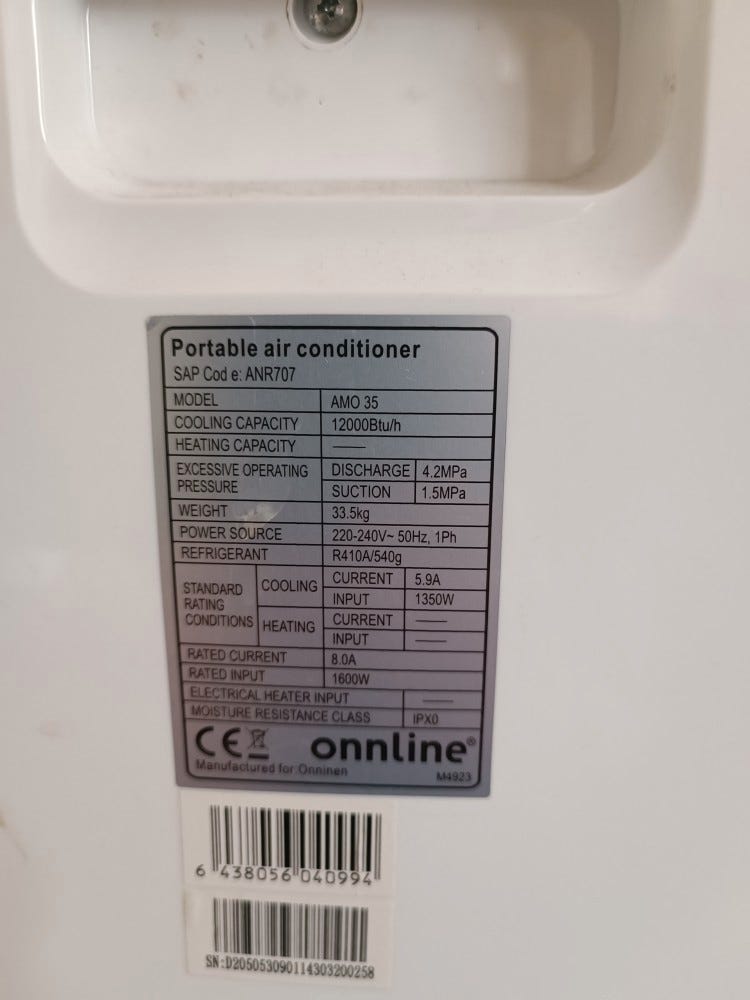 Portable air conditioner
SAP Cod e: ANR707
MODEL AMO 35
COOLING CAPACITY 12000Btu/h
HEATING CAPACITY ——
EXCESSIVE OPERATING PRESSURE DISCHARGE 4.2MPa
SUCTION 1.5MPa
WEIGHT 33.5kg
POWER SOURCE 220-240V~ 50Hz, 1Ph
REFRIGERANT R410A/540g
STANDARD RATING CONDITIONS COOLING CURRENT 5.9A
INPUT 1350W
HEATING CURRENT ——
INPUT ——
RATED CURRENT 8.0A
RATED INPUT 1600W
ELECTRICAL HEATER INPUT ——
MOISTURE RESISTANCE CLASS IPX0
CE onnline®
Manufactured for Onninen M4923
6 438056 040994
SN:D205053090114303200258